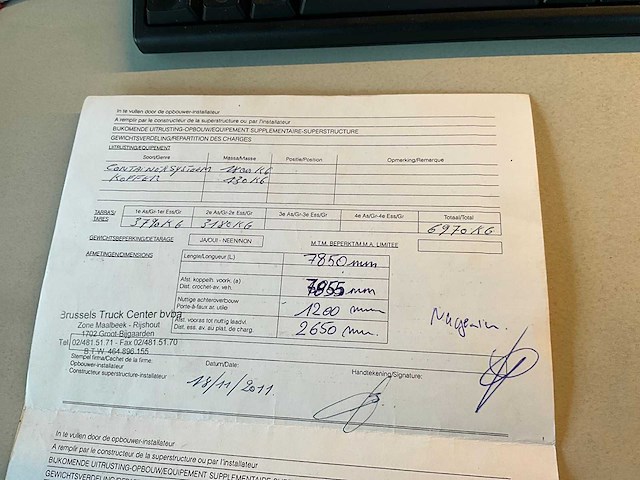 In te vullen door de opbouwer-installateur
A remplir par le constructeur de la superstructure ou par l'installateur
BIJKOMENDE UITRUSTING-OPBOUW/EQUIPEMENT SUPPLEMENTAIRE-SUPERSTRUCTURE
GEWICHTSVERDELING/REPARTITION DES CHARGES
UITRUSTING/EQUIPEMENT
Soort/Genre Massa/Masse Positie/Position Opmerking/Remarque
CONTAINERSYSTEEM 1800 KG
KOFFER 130 KG
TARRA'S/ TARES 1e As/Gr-1er Ess/Gr 2e As/Gr-2e Ess/Gr 3e As/Gr-3e Ess/Gr 4e As/Gr-4e Ess/Gr Totaal/Total
3790 KG 3180 KG 6970 KG
GEWICHTSBEPERKING/DETARAGE JA/OUI - NEEN/NON M.T.M. BEPERKT/M.M.A. LIMITEE
AFMETINGEN/DIMENSIONS Lengte/Longueur (L) 7850 mm
Afst. koppelh. voork. (a)
Dist. crochet-av. véh. 7855 mm
Nuttige achteroverbouw
Porte-à-faux ar. utile 1200 mm
Afst. vooras tot nuttig laadvl.
Dist. ess. av. au plat. de charg. 2650 mm.
Brussels Truck Center bvba
Zone Maalbeek - Rijshout
1702 Groot-Bijgaarden
Tel. 02/481.51.71 - Fax 02/481.51.70
B.T.W. 464.896.155
Stempel firma/Cachet de la firme:
Opbouwer-installateur
Constructeur superstructure-installateur
Datum/Date:
18/11/2011
Handtekening/Signature:
In te vullen door de opbouwer-installateur
A remplir par le constructeur de la superstructure ou par l'installateur
BIJKOMENDE UITRUSTING-OPBOUW/EQUIPEMENT SUPPLEMENTAIRE-
GEWICHTSVERDELING/REPARTITION DES CHARGES